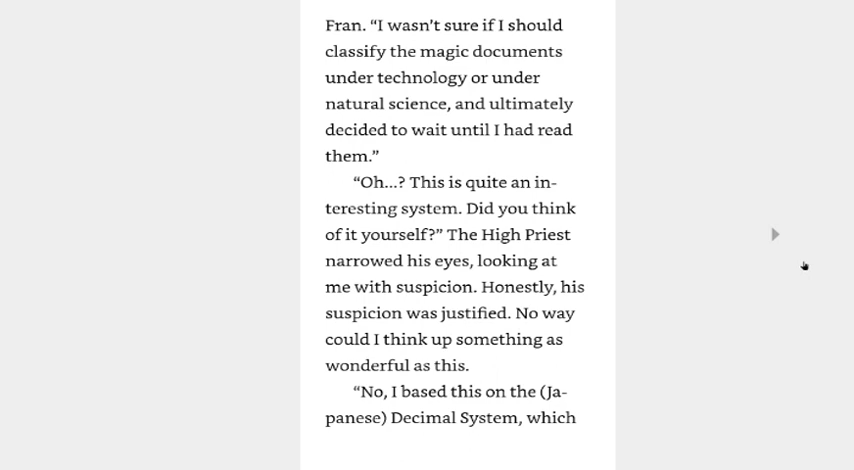 Fran. “I wasn’t sure if I should
classify the magic documents
under technology or under
natural science, and ultimately
decided to wait until I had read
them.”
“Oh...? This is quite an in-
teresting system. Did you think
of it yourself?” The High Priest
narrowed his eyes, looking at
me with suspicion. Honestly, his
suspicion was justified. No way
could I think up something as
wonderful as this.
“No, I based this on the (Ja-
panese) Decimal System, which